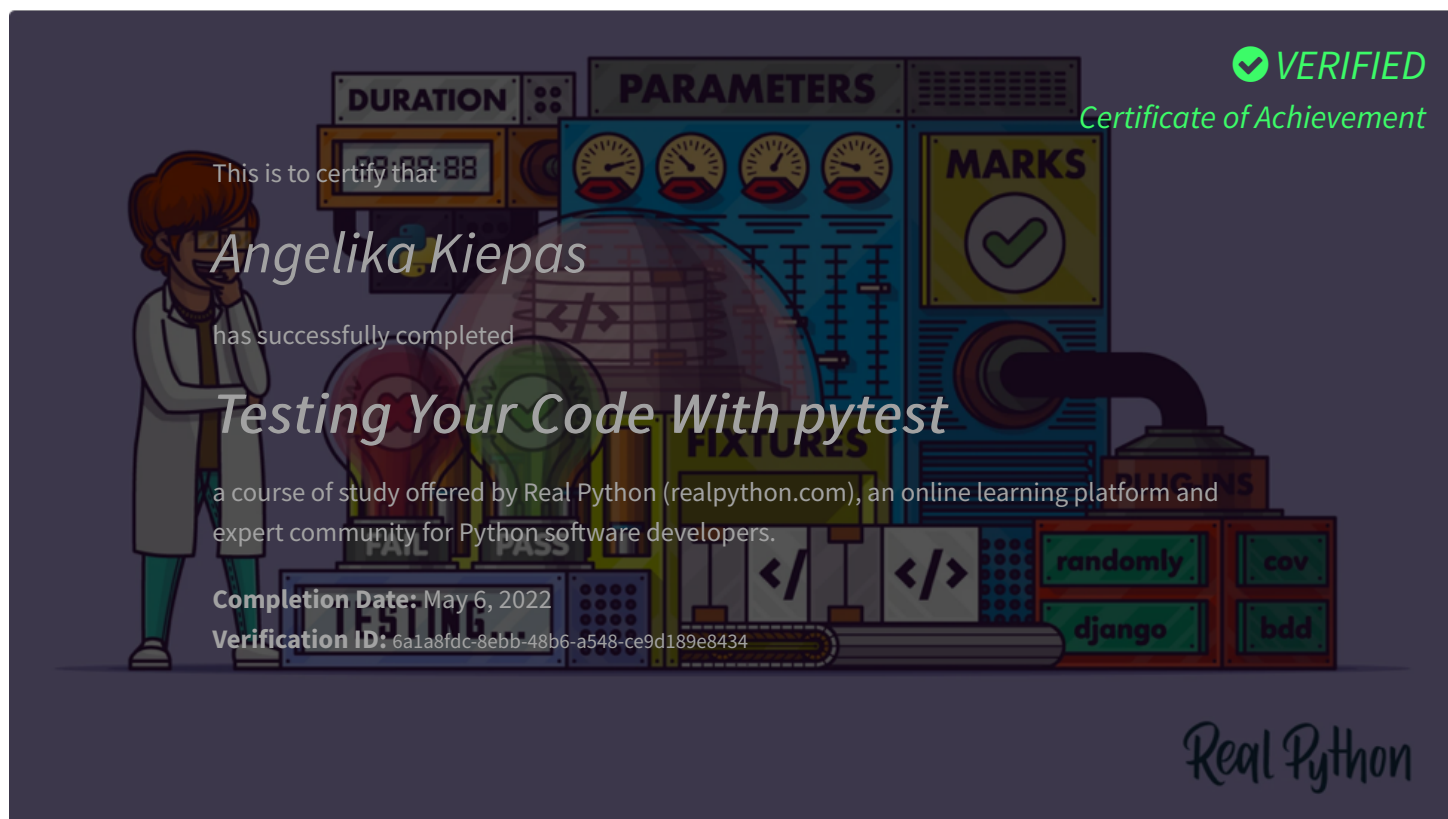 VERIFIED
Certificate of Achievement
DURATION
PARAMETERS
MARKS
88:88:88
This is to certify that
Angelika Kiepas
</>
has successfully completed
Testing Your Code With pytest
FIXTURES
PLUG-INS
a course of study offered by Real Python (realpython.com), an online learning platform and
expert community for Python software developers.
FAIL PASS
</ </>
randomly cov
django bdd
Completion Date: May 6, 2022
TESTING
Verification ID: 6a1a8fdc-8ebb-48b6-a548-ce9d189e8434
Real Python